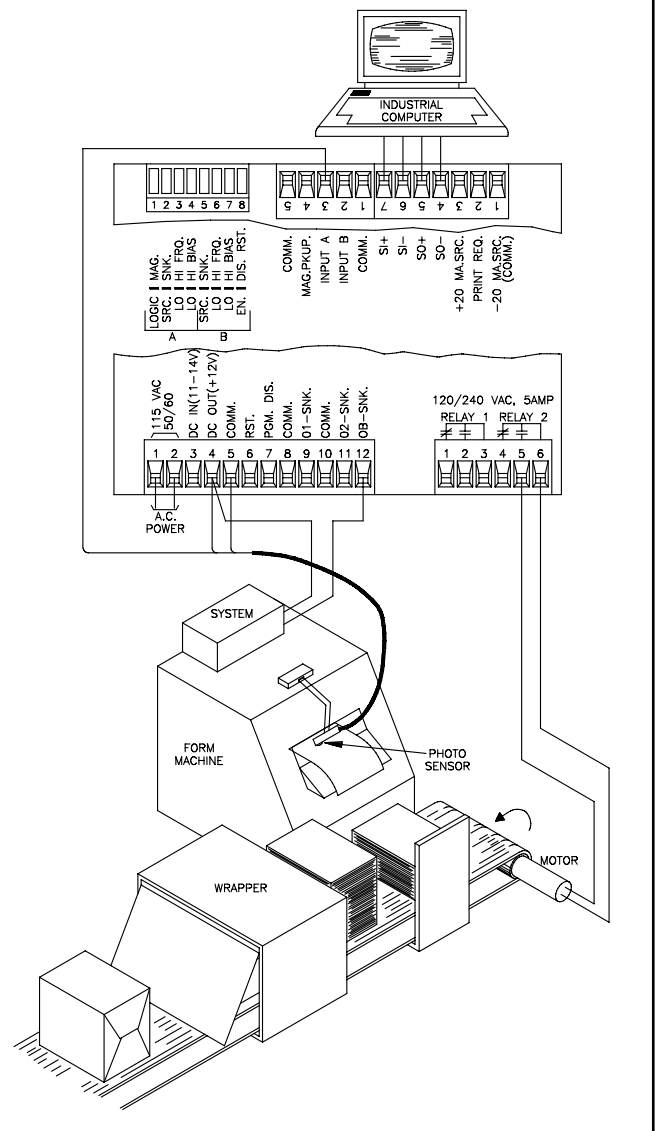 INDUSTRIAL
COMPUTER
1 2 3 4 5 6 7 8
5 4 3 2 1 7 6 5 4 3 2 1
LOGIC MAG.
SRC. SNK.
LO HI FRQ.
LO HI BIAS
SRC. SNK.
LO HI FRQ.
LO HI BIAS
EN. DIS. RST.
A
B
COMM.
MAG.PKUP.
INPUT A
INPUT B
COMM.
SI+
SI-
SO+
SO-
+20 MA.SRC.
PRINT REQ.
-20 MA.SRC.
(COMM.)
115 VAC
50/60
DC IN(11-14V)
DC OUT(+12V)
COMM.
RST.
PGM. DIS.
COMM.
O1-SNK.
COMM.
O2-SNK.
OB-SNK.
1 2 3 4 5 6 7 8 9 10 11 12
A.C.
POWER
120/240 VAC, 5AMP
RELAY 1 RELAY 2
1 2 3 4 5 6
SYSTEM
FORM
MACHINE
PHOTO
SENSOR
MOTOR
WRAPPER